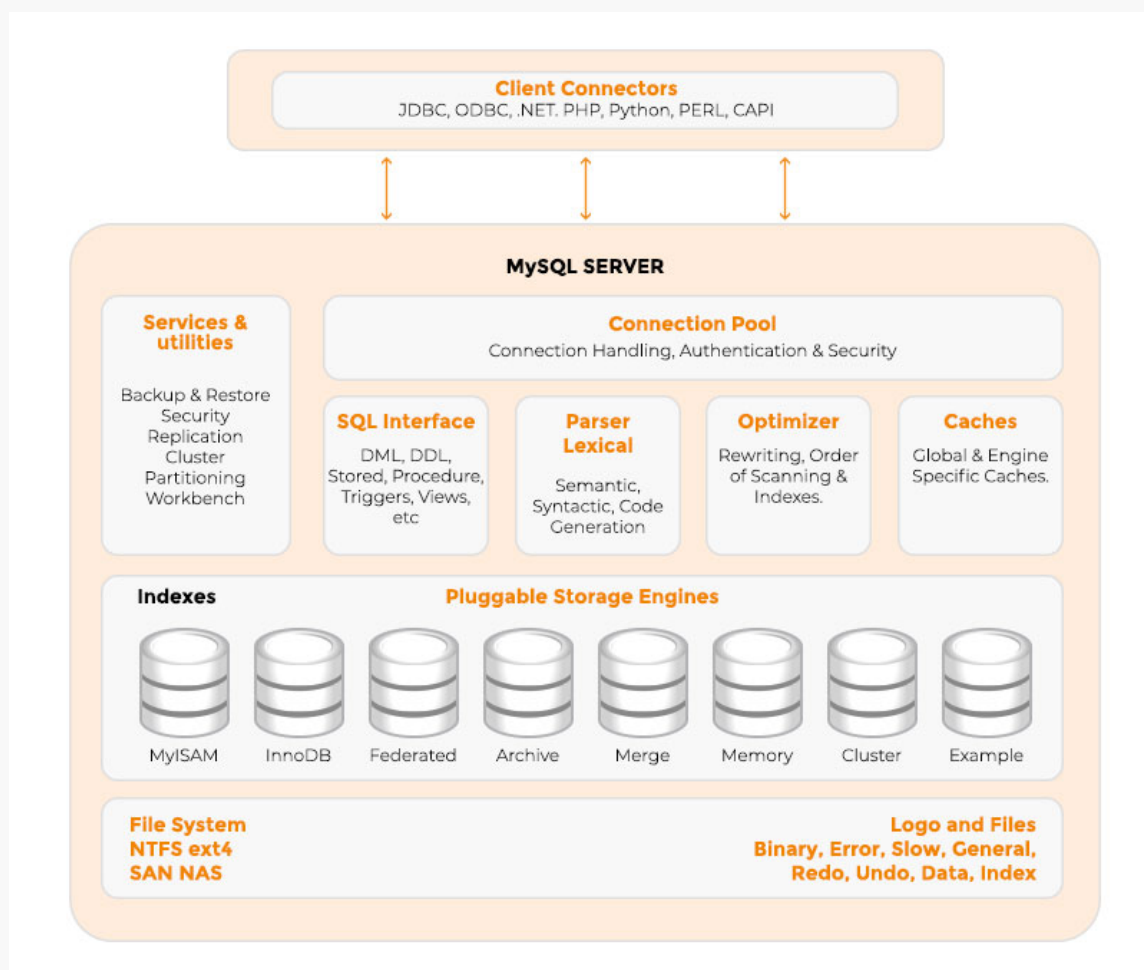 Client Connectors
JDBC, ODBC, .NET. PHP, Python, PERL, CAPI
MySQL SERVER
Services &
utilities
Backup & Restore
Security
Replication
Cluster
Partitioning
Workbench
Connection Pool
Connection Handling, Authentication & Security
SQL Interface
DML, DDL,
Stored, Procedure,
Triggers, Views,
etc
Parser
Lexical
Semantic,
Syntactic, Code
Generation
Optimizer
Rewriting, Order
of Scanning &
Indexes.
Caches
Global & Engine
Specific Caches.
Indexes
Pluggable Storage Engines
MyISAM
InnoDB
Federated
Archive
Merge
Memory
Cluster
Example
File System
NTFS ext4
SAN NAS
Logo and Files
Binary, Error, Slow, General,
Redo, Undo, Data, Index